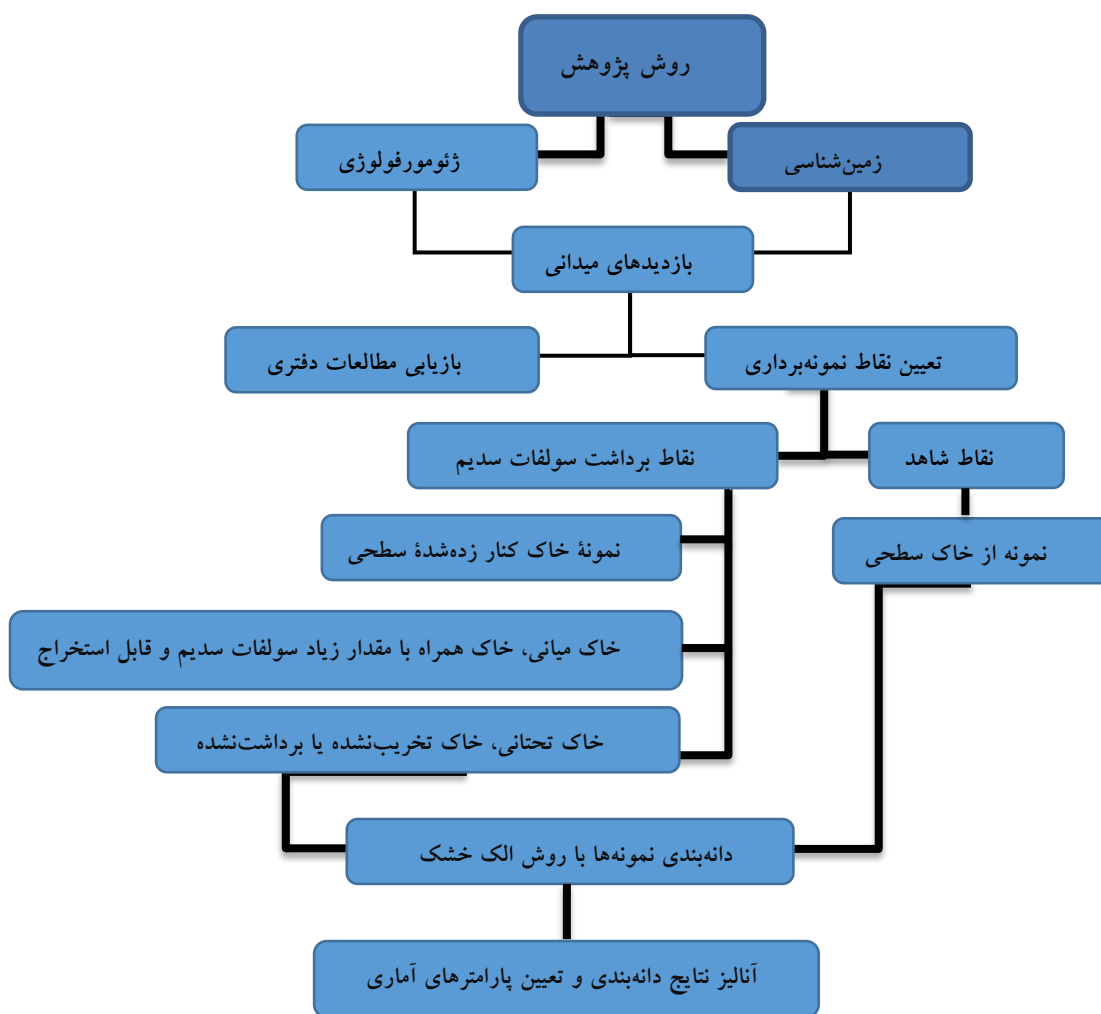 روش پژوهش
زمین‌شناسی
ژئومورفولوژی
بازدیدهای میدانی
تعیین نقاط نمونه‌برداری
بازیابی مطالعات دفتری
نقاط شاهد
نقاط برداشت سولفات سدیم
نمونهٔ خاک کنار زده‌شدهٔ سطحی
نمونه از خاک سطحی
خاک میانی، خاک همراه با مقدار زیاد سولفات سدیم و قابل استخراج
خاک تحتانی، خاک تخریب‌نشده یا برداشت‌نشده
دانه‌بندی نمونه‌ها با روش الک خشک
آنالیز نتایج دانه‌بندی و تعیین پارامترهای آماری